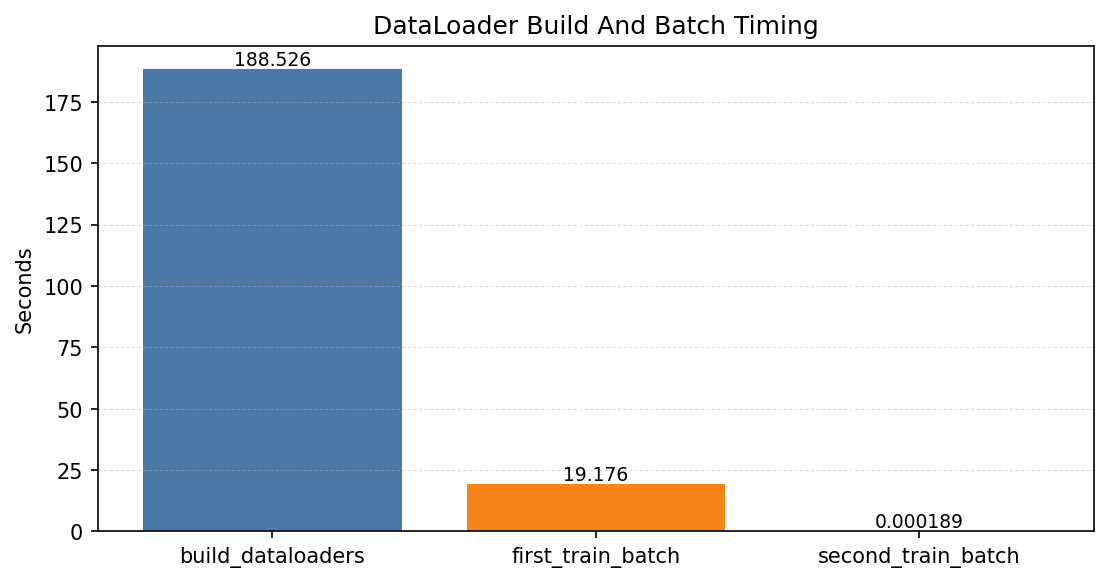 DataLoader Build And Batch Timing
Seconds
175
150
125
100
75
50
25
0
188.526
19.176
0.000189
build_dataloaders
first_train_batch
second_train_batch